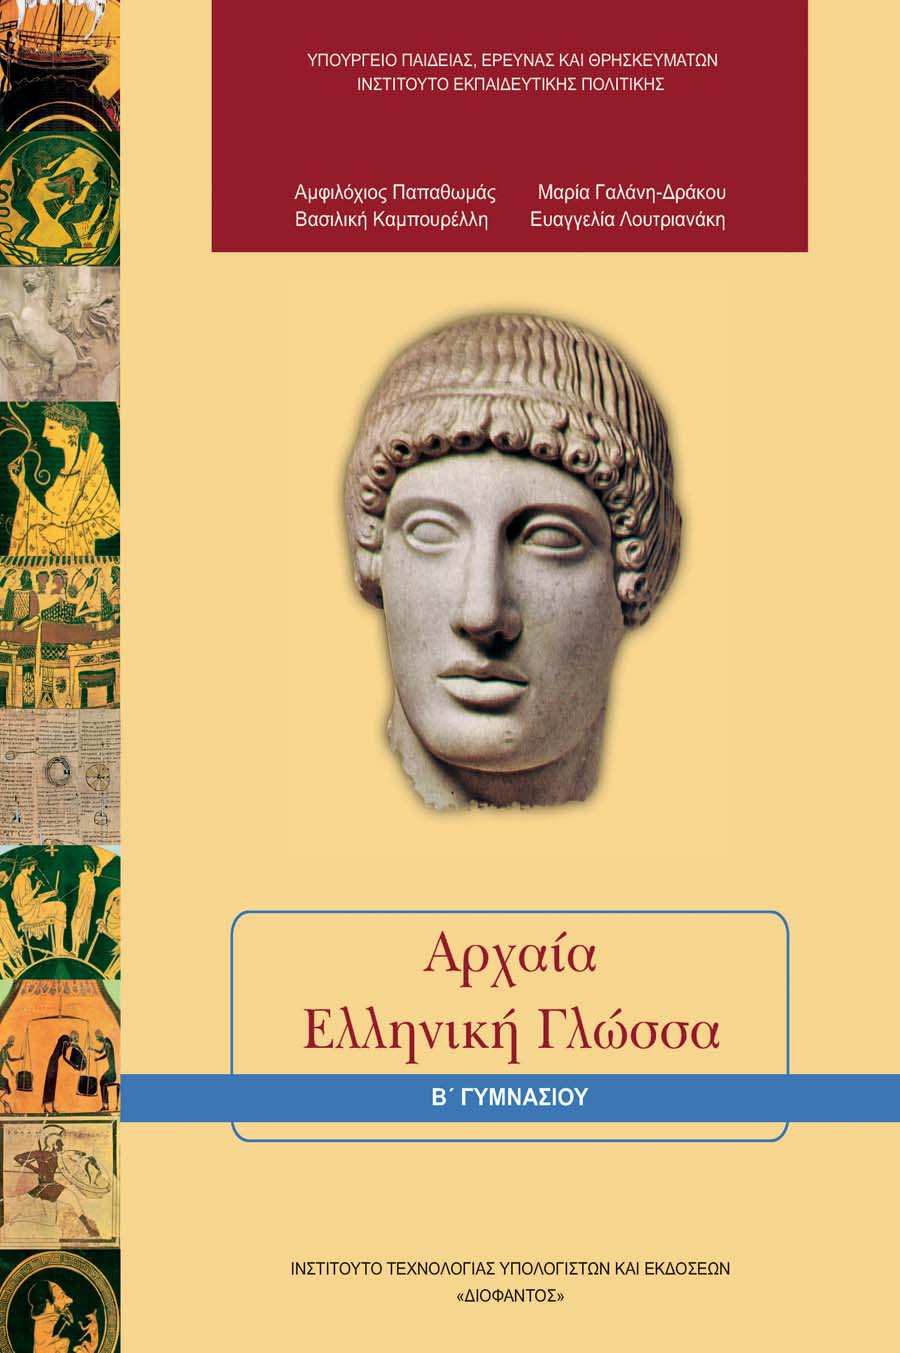 ΥΠΟΥΡΓΕΙΟ ΠΑΙΔΕΙΑΣ, ΕΡΕΥΝΑΣ ΚΑΙ ΘΡΗΣΚΕΥΜΑΤΩΝ
ΙΝΣΤΙΤΟΥΤΟ ΕΚΠΑΙΔΕΥΤΙΚΗΣ ΠΟΛΙΤΙΚΗΣ
Αμφιλόχιος Παπαθωμάς Μαρία Γαλάνη-Δράκου
Βασιλική Καμπουρέλλη Ευαγγελία Λουτριανάκη
Αρχαία
Ελληνική Γλώσσα
Β΄ ΓΥΜΝΑΣΙΟΥ
ΙΝΣΤΙΤΟΥΤΟ ΤΕΧΝΟΛΟΓΙΑΣ ΥΠΟΛΟΓΙΣΤΩΝ ΚΑΙ ΕΚΔΟΣΕΩΝ
«ΔΙΟΦΑΝΤΟΣ»